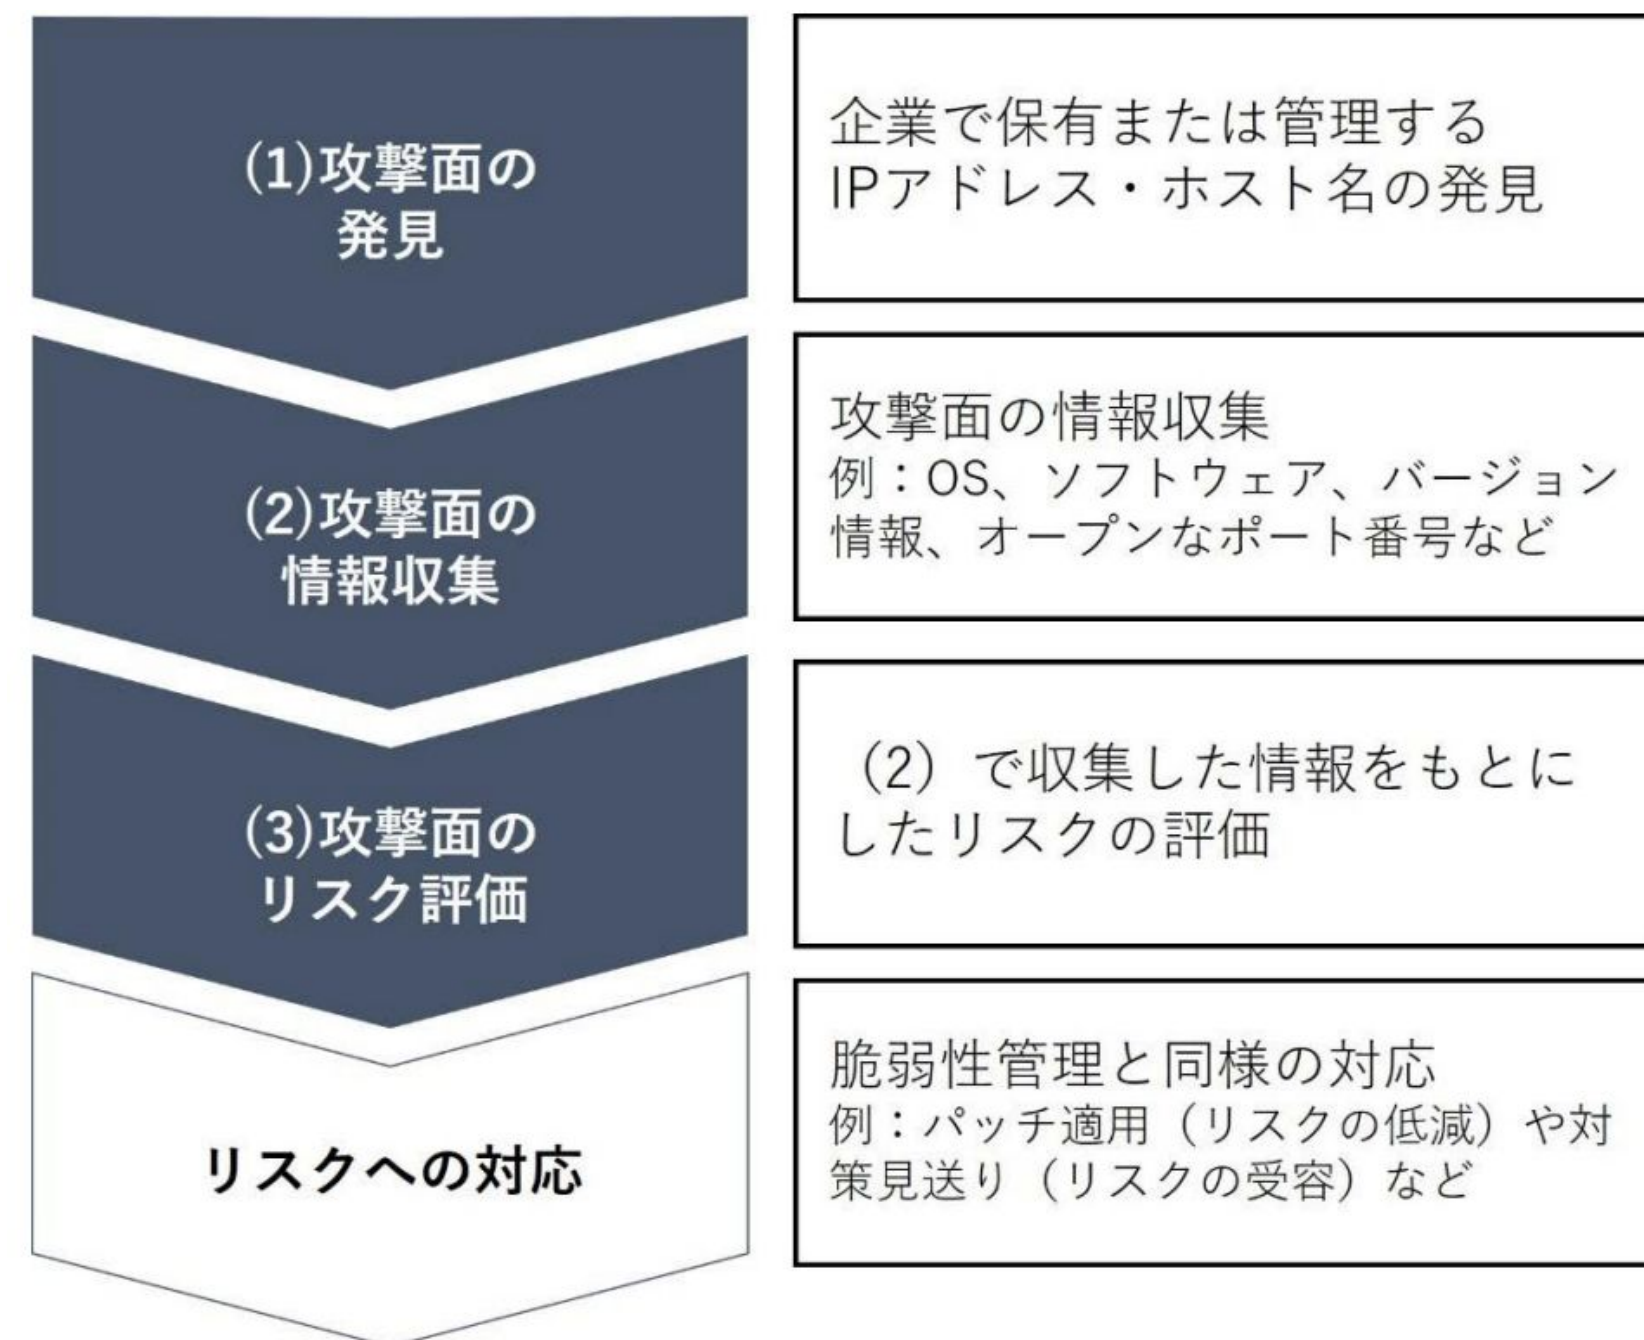 (1)攻撃面の
発見
企業で保有または管理する
IPアドレス・ホスト名の発見
(2)攻撃面の
情報収集
攻撃面の情報収集
例：OS、ソフトウェア、バージョン
情報、オープンなポート番号など
(3)攻撃面の
リスク評価
（2）で収集した情報をもとに
したリスクの評価
リスクへの対応
脆弱性管理と同様の対応
例：パッチ適用（リスクの低減）や対
策見送り（リスクの受容）など